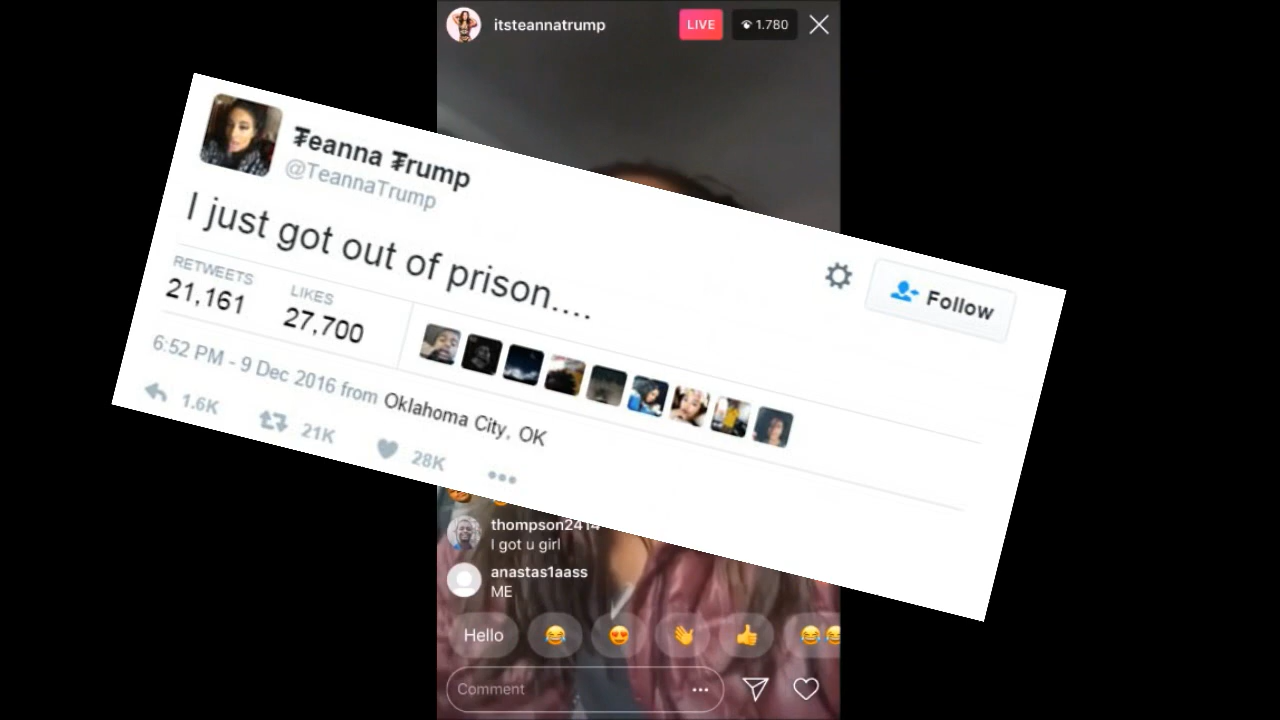 itsteannatrump
LIVE
1.780
₮eanna ₮rump
@TeannaTrump
Follow
I just got out of prison....
RETWEETS
21,161
LIKES
27,700
6:52 PM - 9 Dec 2016 from Oklahoma City, OK
1.6K
21K
28K
thompson2414
I got u girl
anastas1aass
ME
Hello
Comment